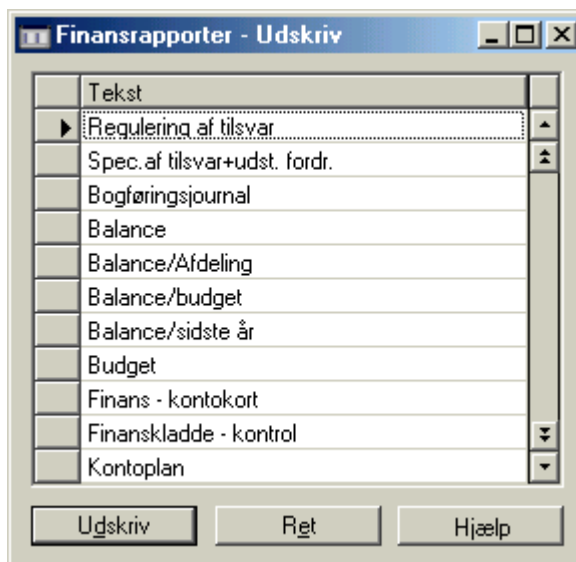 Finansrapporter - Udskriv
Tekst
Regulering af tilsvar
Spec.af tilsvar+udst. fordr.
Bogføringsjournal
Balance
Balance/Afdeling
Balance/budget
Balance/sidste år
Budget
Finans - kontokort
Finanskladde - kontrol
Kontoplan
Udskriv Ret Hjælp